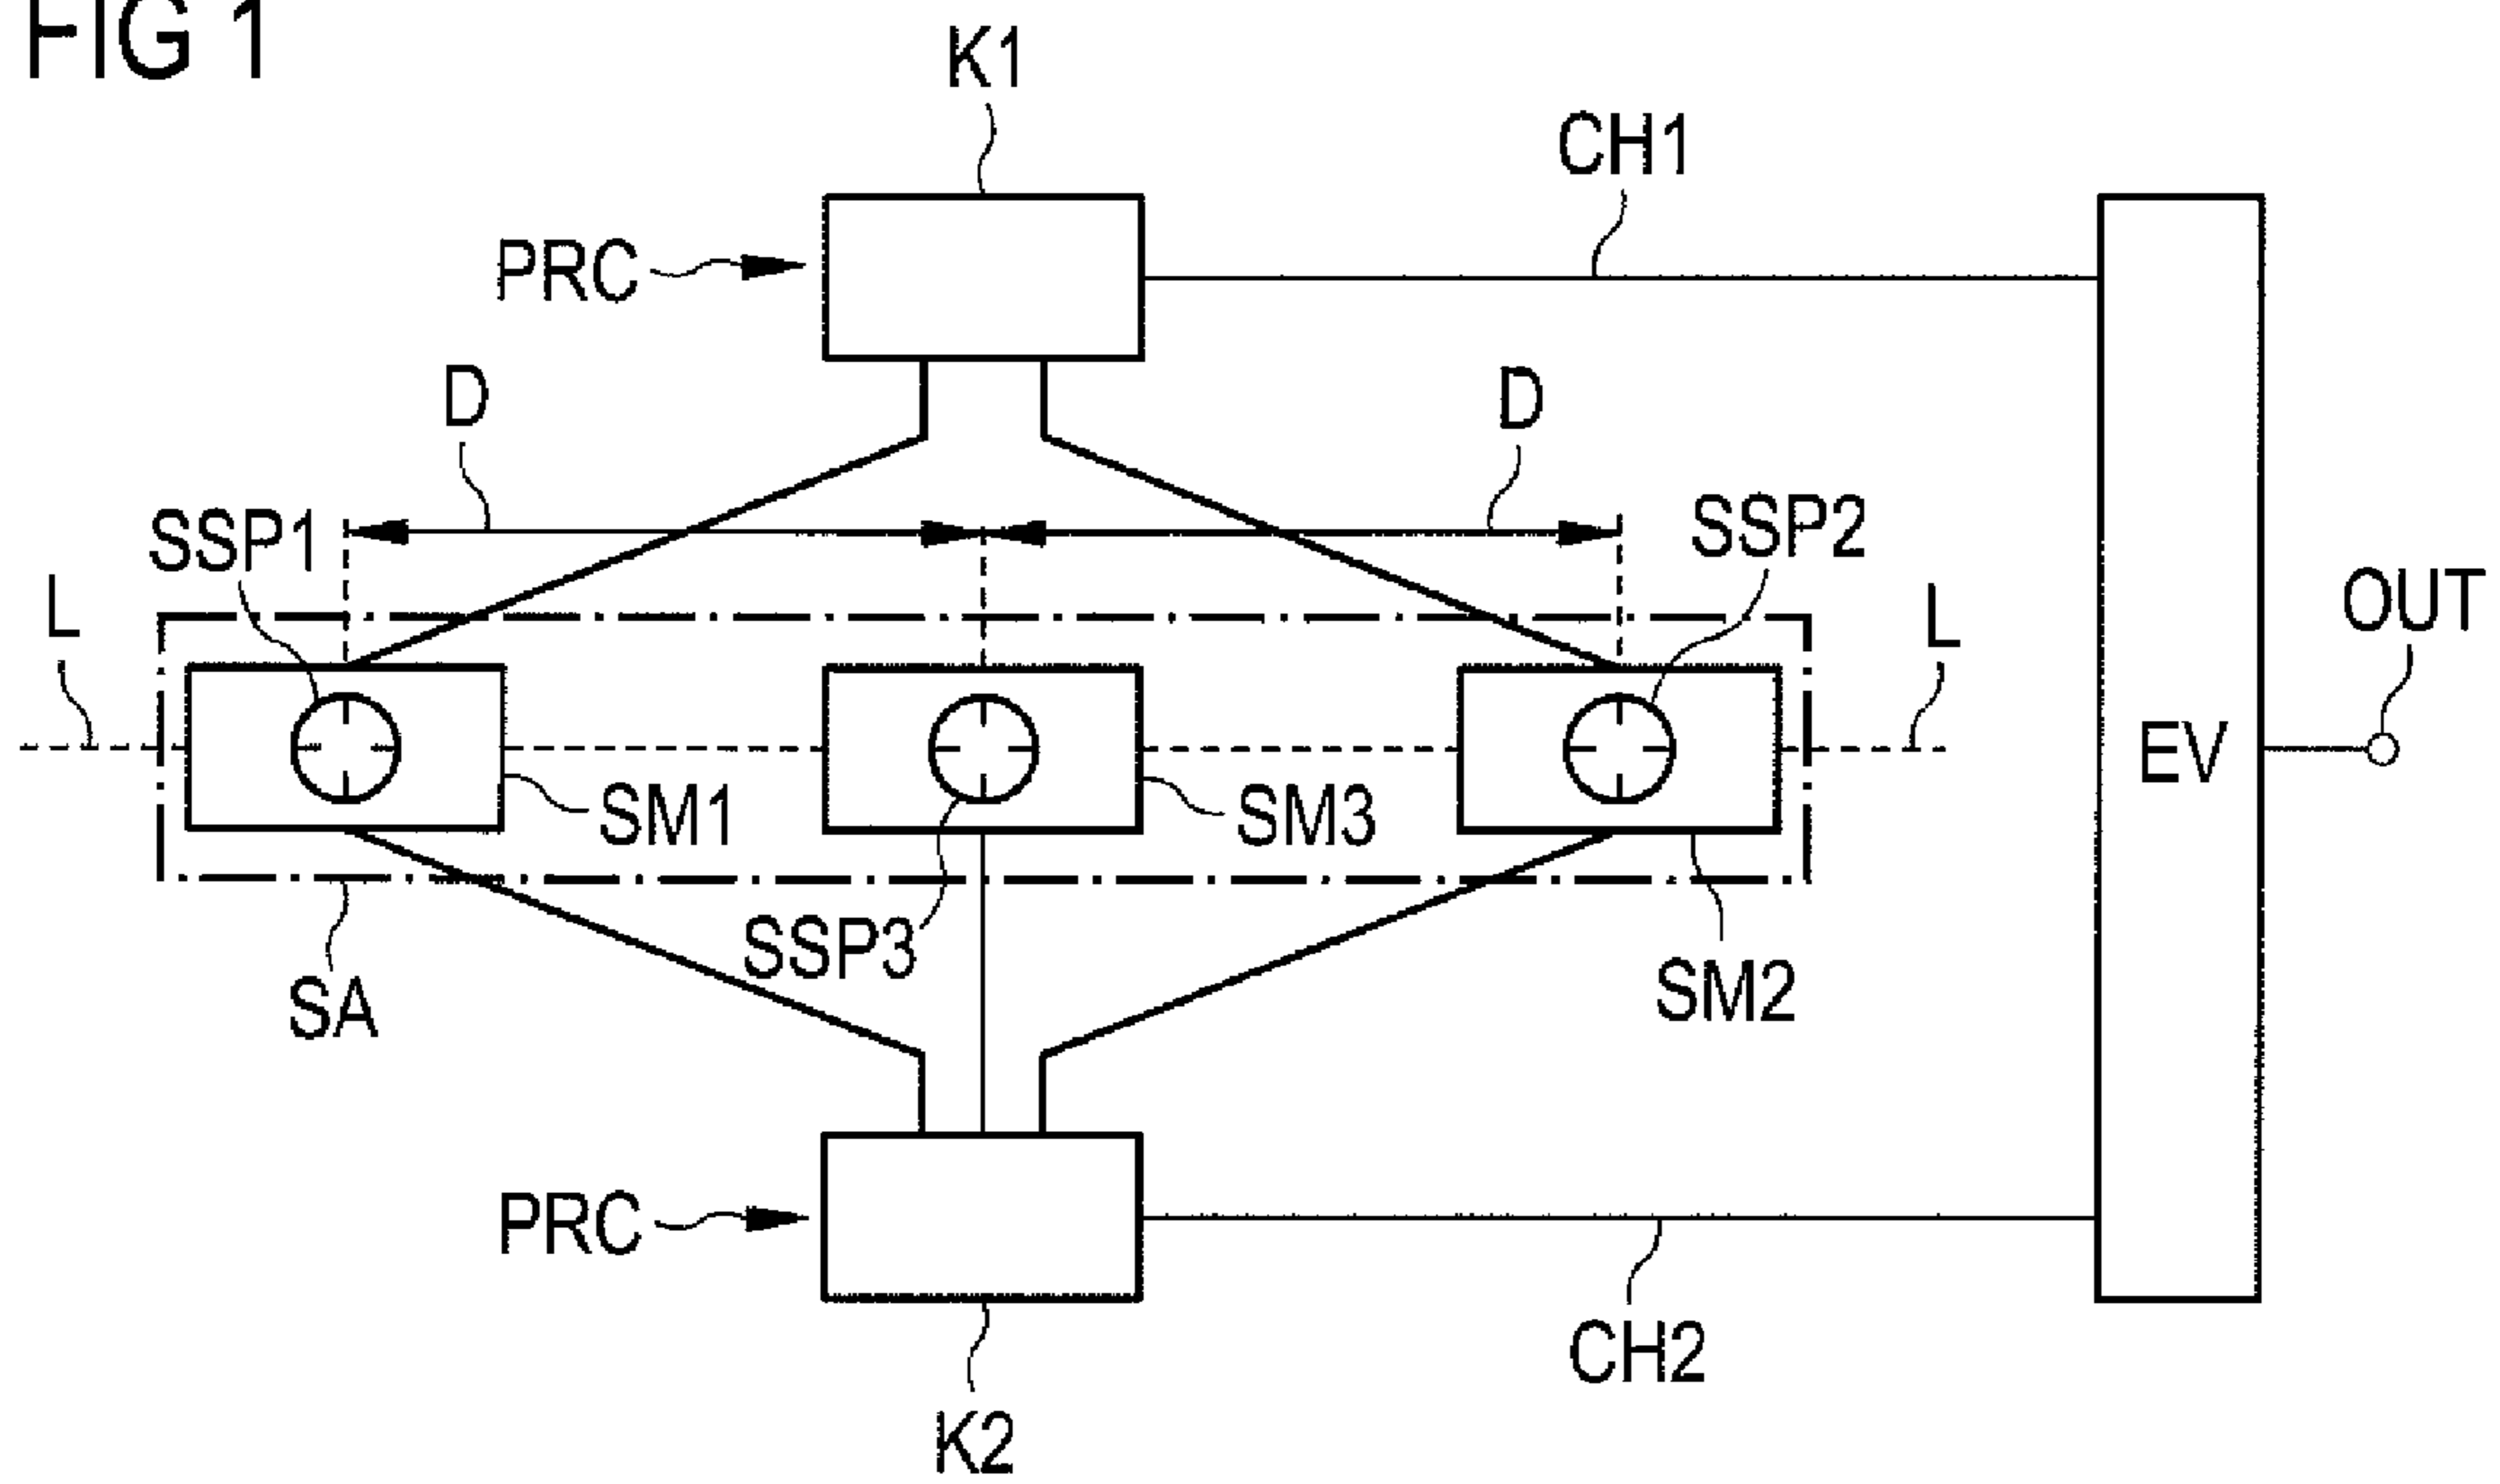 FIG 1
K1
CH1
PRC
D
D
SSP1
SSP2
L
L
OUT
EV
SM1
SM3
SSP3
SA
SM2
PRC
CH2
K2